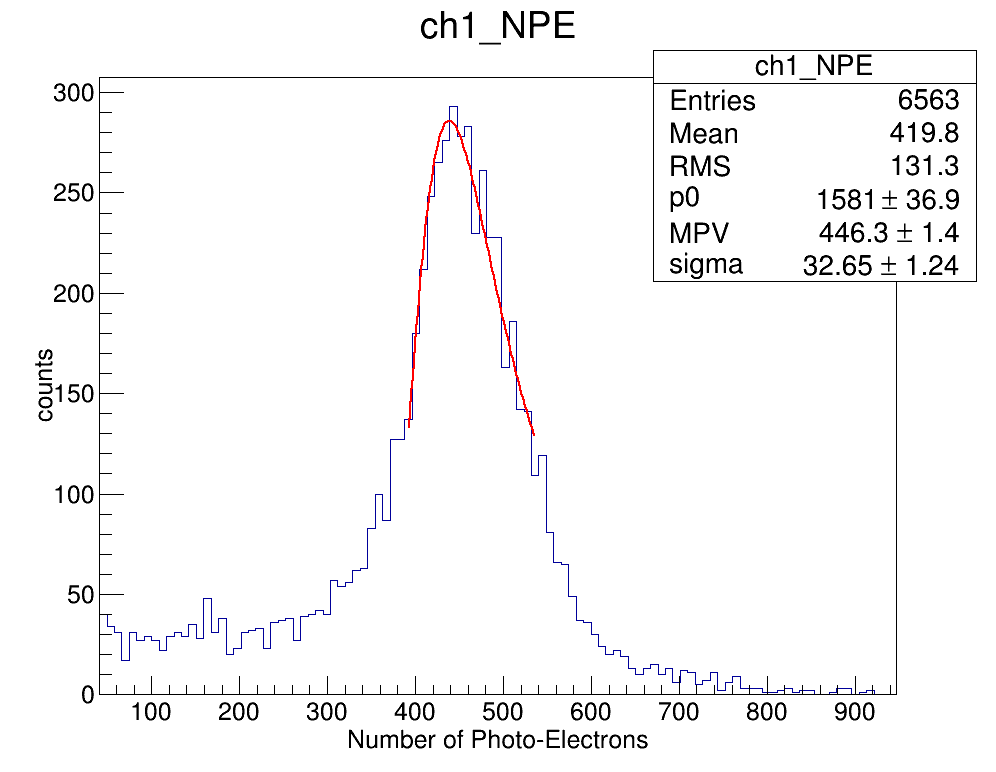 ch1_NPE
ch1_NPE
Entries 6563
Mean 419.8
RMS 131.3
p0 1581 ± 36.9
MPV 446.3 ± 1.4
sigma 32.65 ± 1.24
300
250
200
150
100
50
0
counts
100 200 300 400 500 600 700 800 900
Number of Photo-Electrons